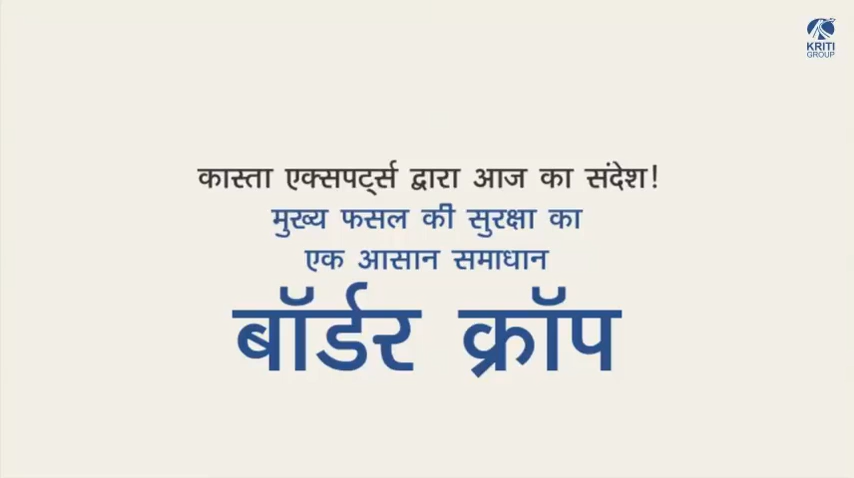 KRITI
GROUP
कास्ता एक्सपर्ट्स द्वारा आज का संदेश!
मुख्य फसल की सुरक्षा का
एक आसान समाधान
बॉर्डर क्रॉप